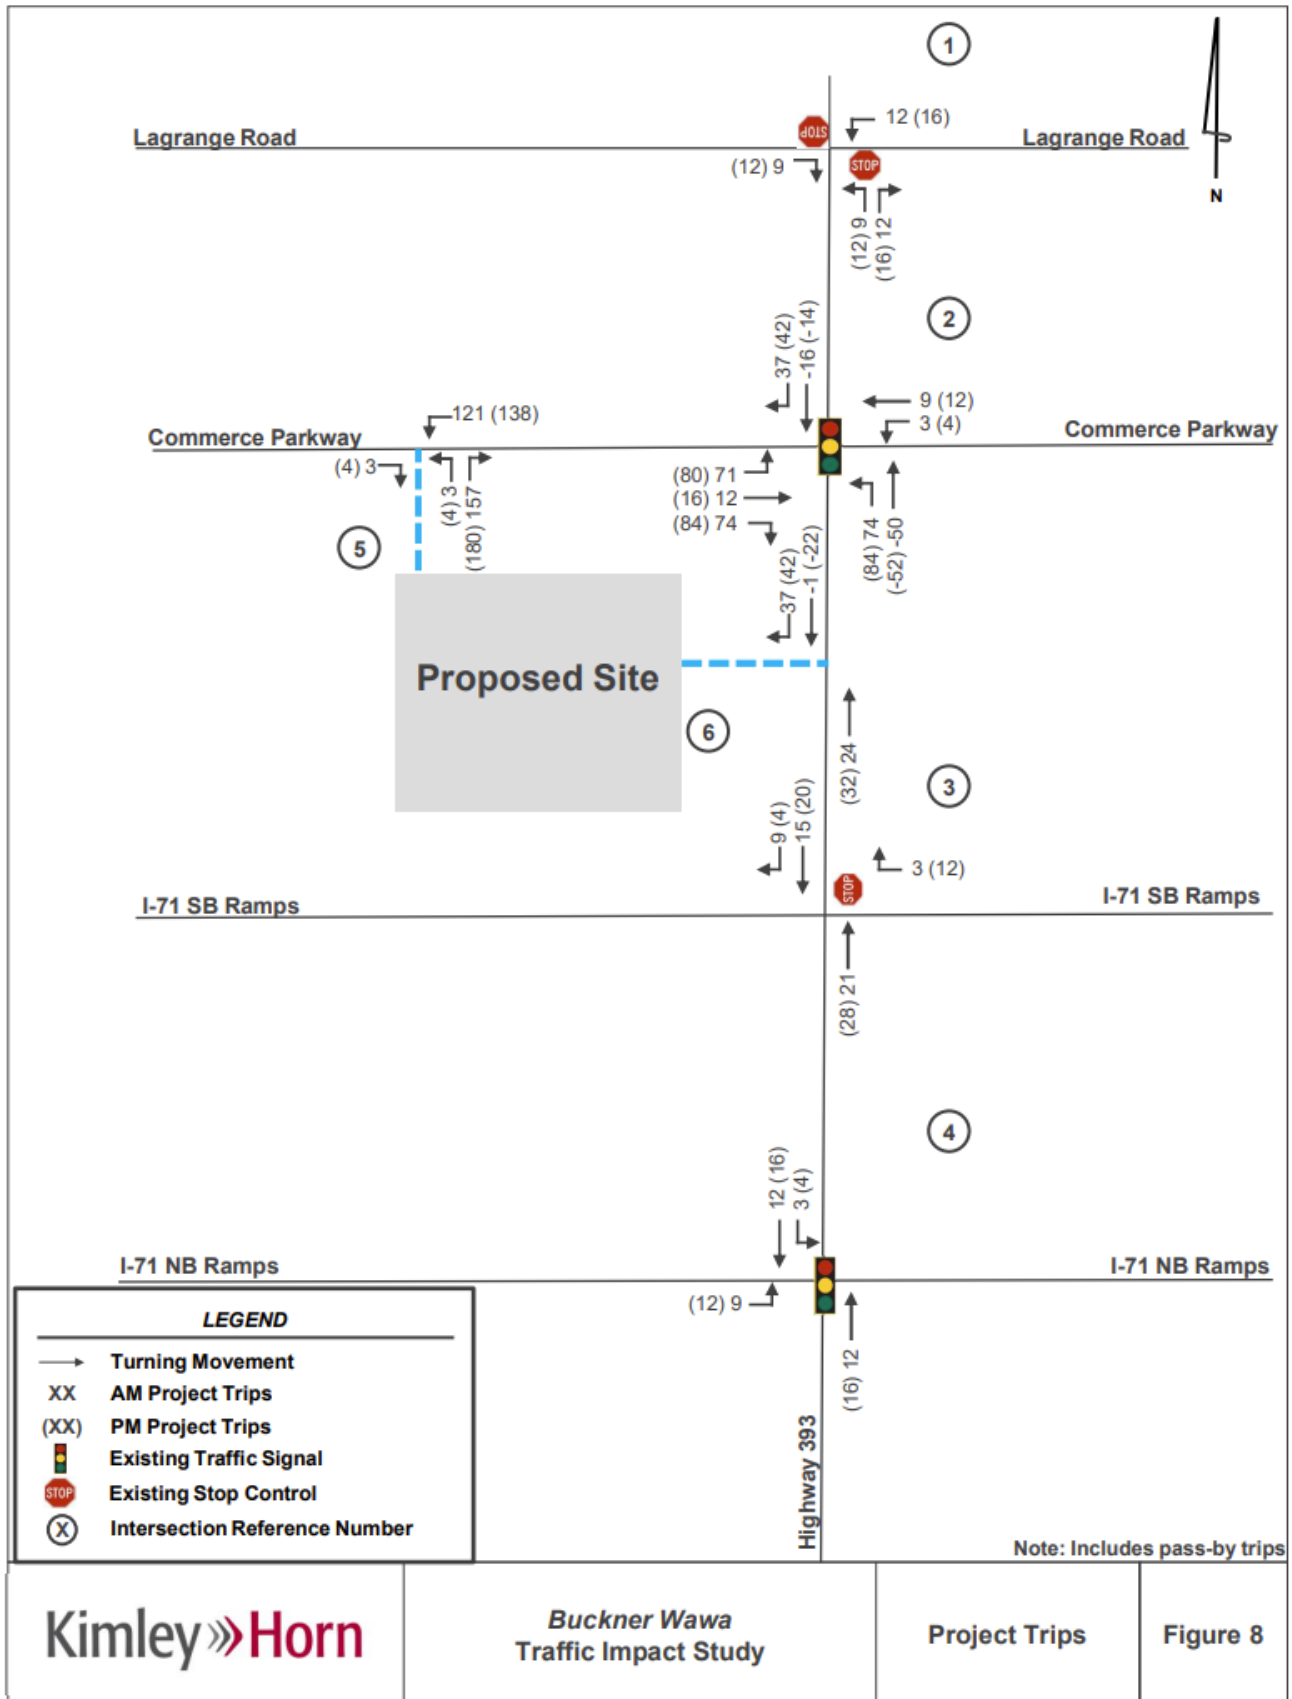 1
12 (16)
STOP
Lagrange Road
Lagrange Road
(12) 9
STOP
N
(12) 9
(16) 12
2
37 (42)
-16 (-14)
9 (12)
3 (4)
121 (138)
Commerce Parkway
Commerce Parkway
(4) 3
(4) 3
(180) 157
(80) 71
(16) 12
(84) 74
(84) 74
(-52) -50
5
37 (42)
-1 (-22)
Proposed Site
6
(32) 24
3
9 (4)
15 (20)
3 (12)
STOP
I-71 SB Ramps
I-71 SB Ramps
(28) 21
4
12 (16)
3 (4)
I-71 NB Ramps
I-71 NB Ramps
(12) 9
(16) 12
Highway 393
LEGEND
Turning Movement
XX AM Project Trips
(XX) PM Project Trips
Existing Traffic Signal
STOP Existing Stop Control
X Intersection Reference Number
Note: Includes pass-by trips
Kimley»Horn
Buckner Wawa
Traffic Impact Study
Project Trips
Figure 8